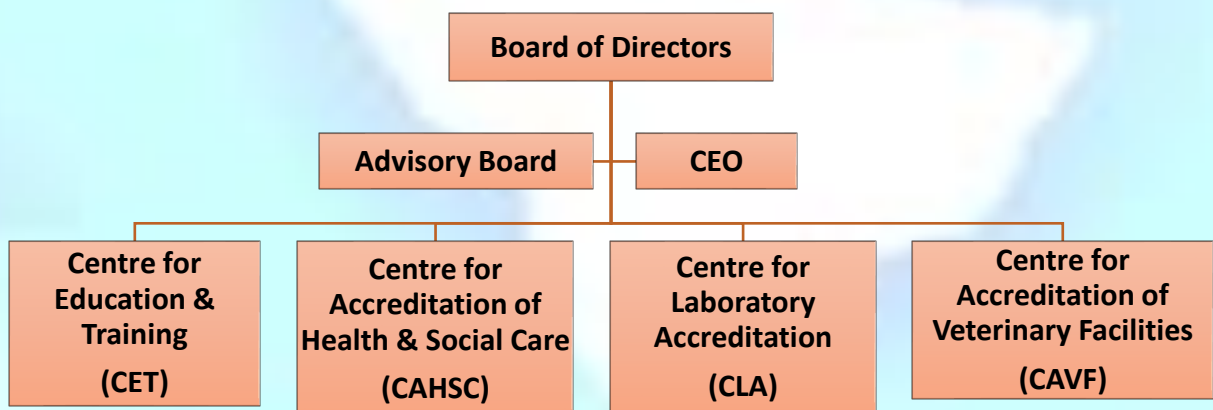 Board of Directors
Advisory Board
CEO
Centre for
Education &
Training
(CET)
Centre for
Accreditation of
Health & Social Care
(CAHSC)
Centre for
Laboratory
Accreditation
(CLA)
Centre for
Accreditation of
Veterinary Facilities
(CAVF)